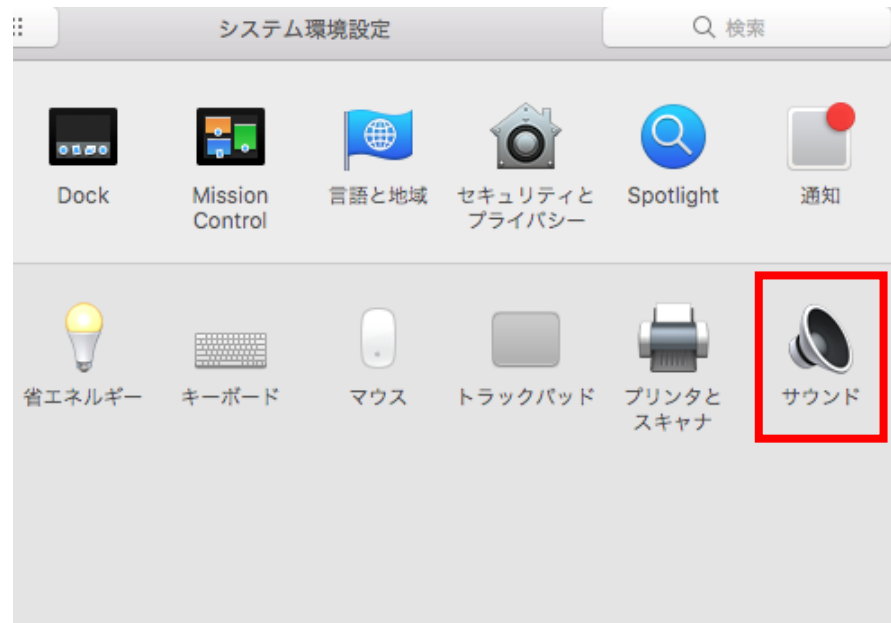 システム環境設定
検索
Dock
Mission
Control
言語と地域
セキュリティと
プライバシー
Spotlight
通知
省エネルギー
キーボード
マウス
トラックパッド
プリンタと
スキャナ
サウンド